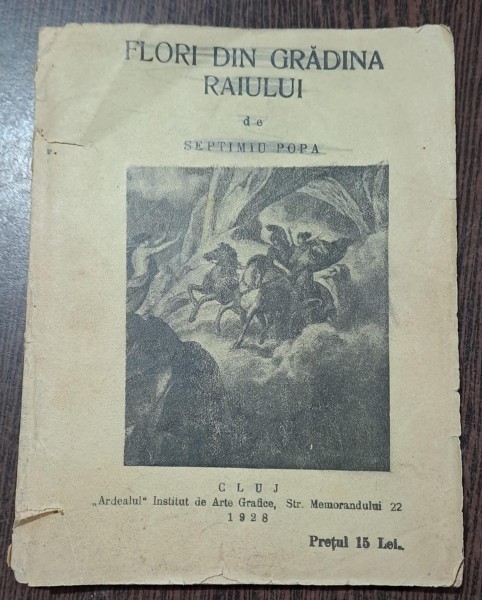 FLORI DIN GRĂDINA
RAIULUI
de
SEPTIMIU POPA
CLUJ
„Ardealul“ Institut de Arte Grafice, Str. Memorandului 22
1928
Prețul 15 Lei.